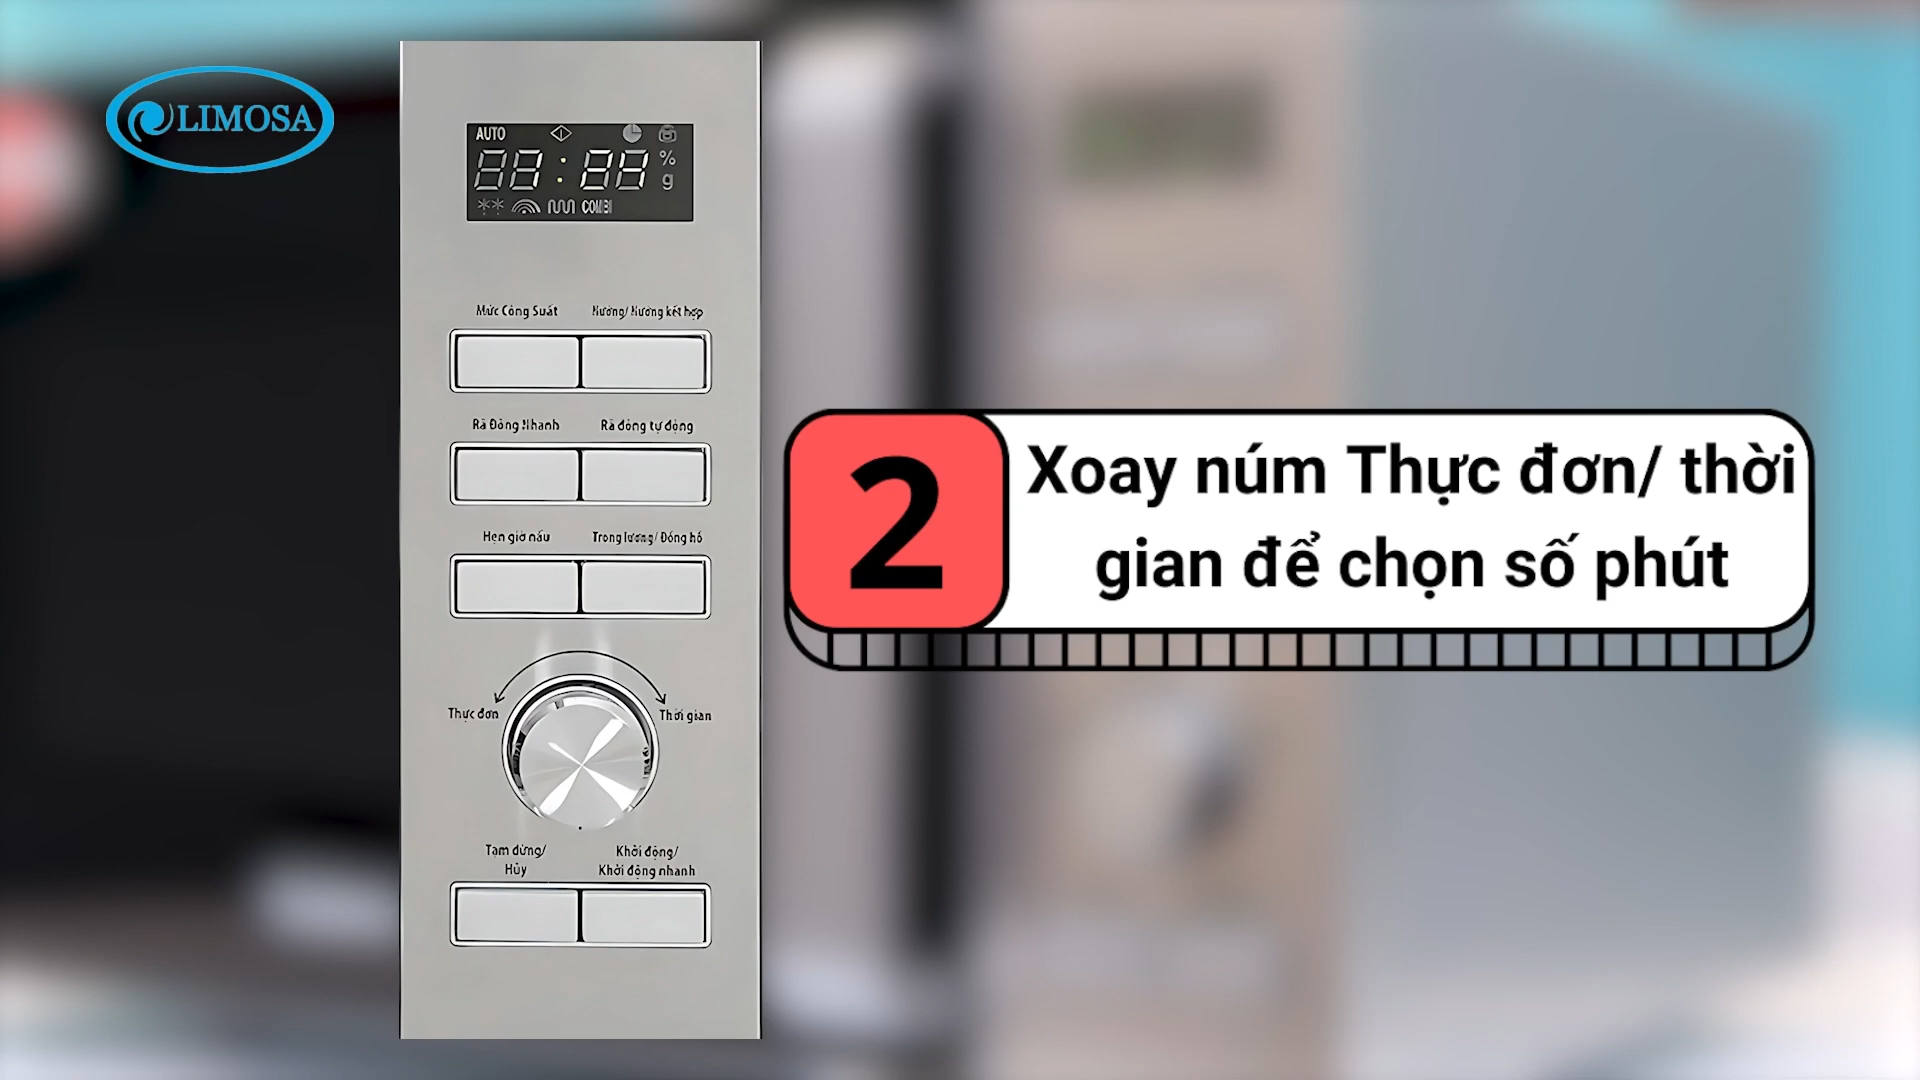 LIMOSA
AUTO
%
g
COMBI
Mức Công Suất
Nướng/ Nướng kết hợp
Rã Đông Nhanh
Rã đông tự động
Hẹn giờ nấu
Trọng lượng/ Đồng hồ
Thực đơn
Thời gian
Tạm dừng/
Hủy
Khởi động/
Khởi động nhanh
2
Xoay núm Thực đơn/ thời
gian để chọn số phút